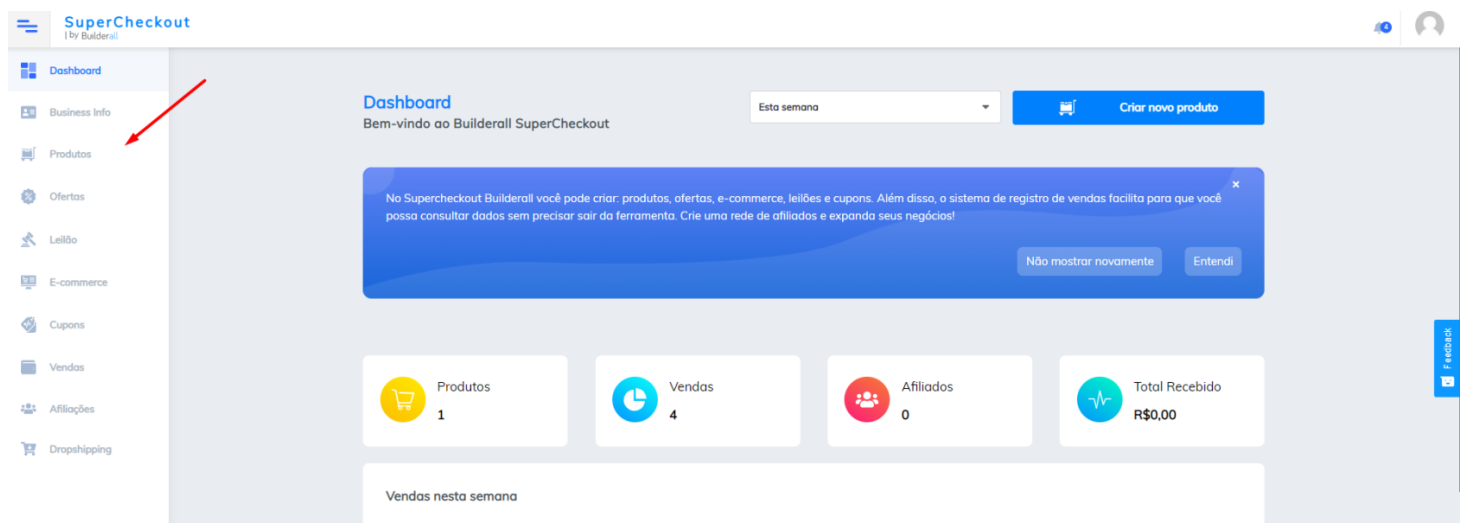 SuperCheckout
| by Builderall
4
Dashboard
Business Info
Produtos
Ofertas
Leilão
E-commerce
Cupons
Vendas
Afiliações
Dropshipping
Dashboard
Bem-vindo ao Builderall SuperCheckout
Esta semana
Criar novo produto
×
No Supercheckout Builderall você pode criar: produtos, ofertas, e-commerce, leilões e cupons. Além disso, o sistema de registro de vendas facilita para que você
possa consultar dados sem precisar sair da ferramenta. Crie uma rede de afiliados e expanda seus negócios!
Não mostrar novamente
Entendi
Produtos
1
Vendas
4
Afiliados
0
Total Recebido
R$0,00
Vendas nesta semana
Feedback